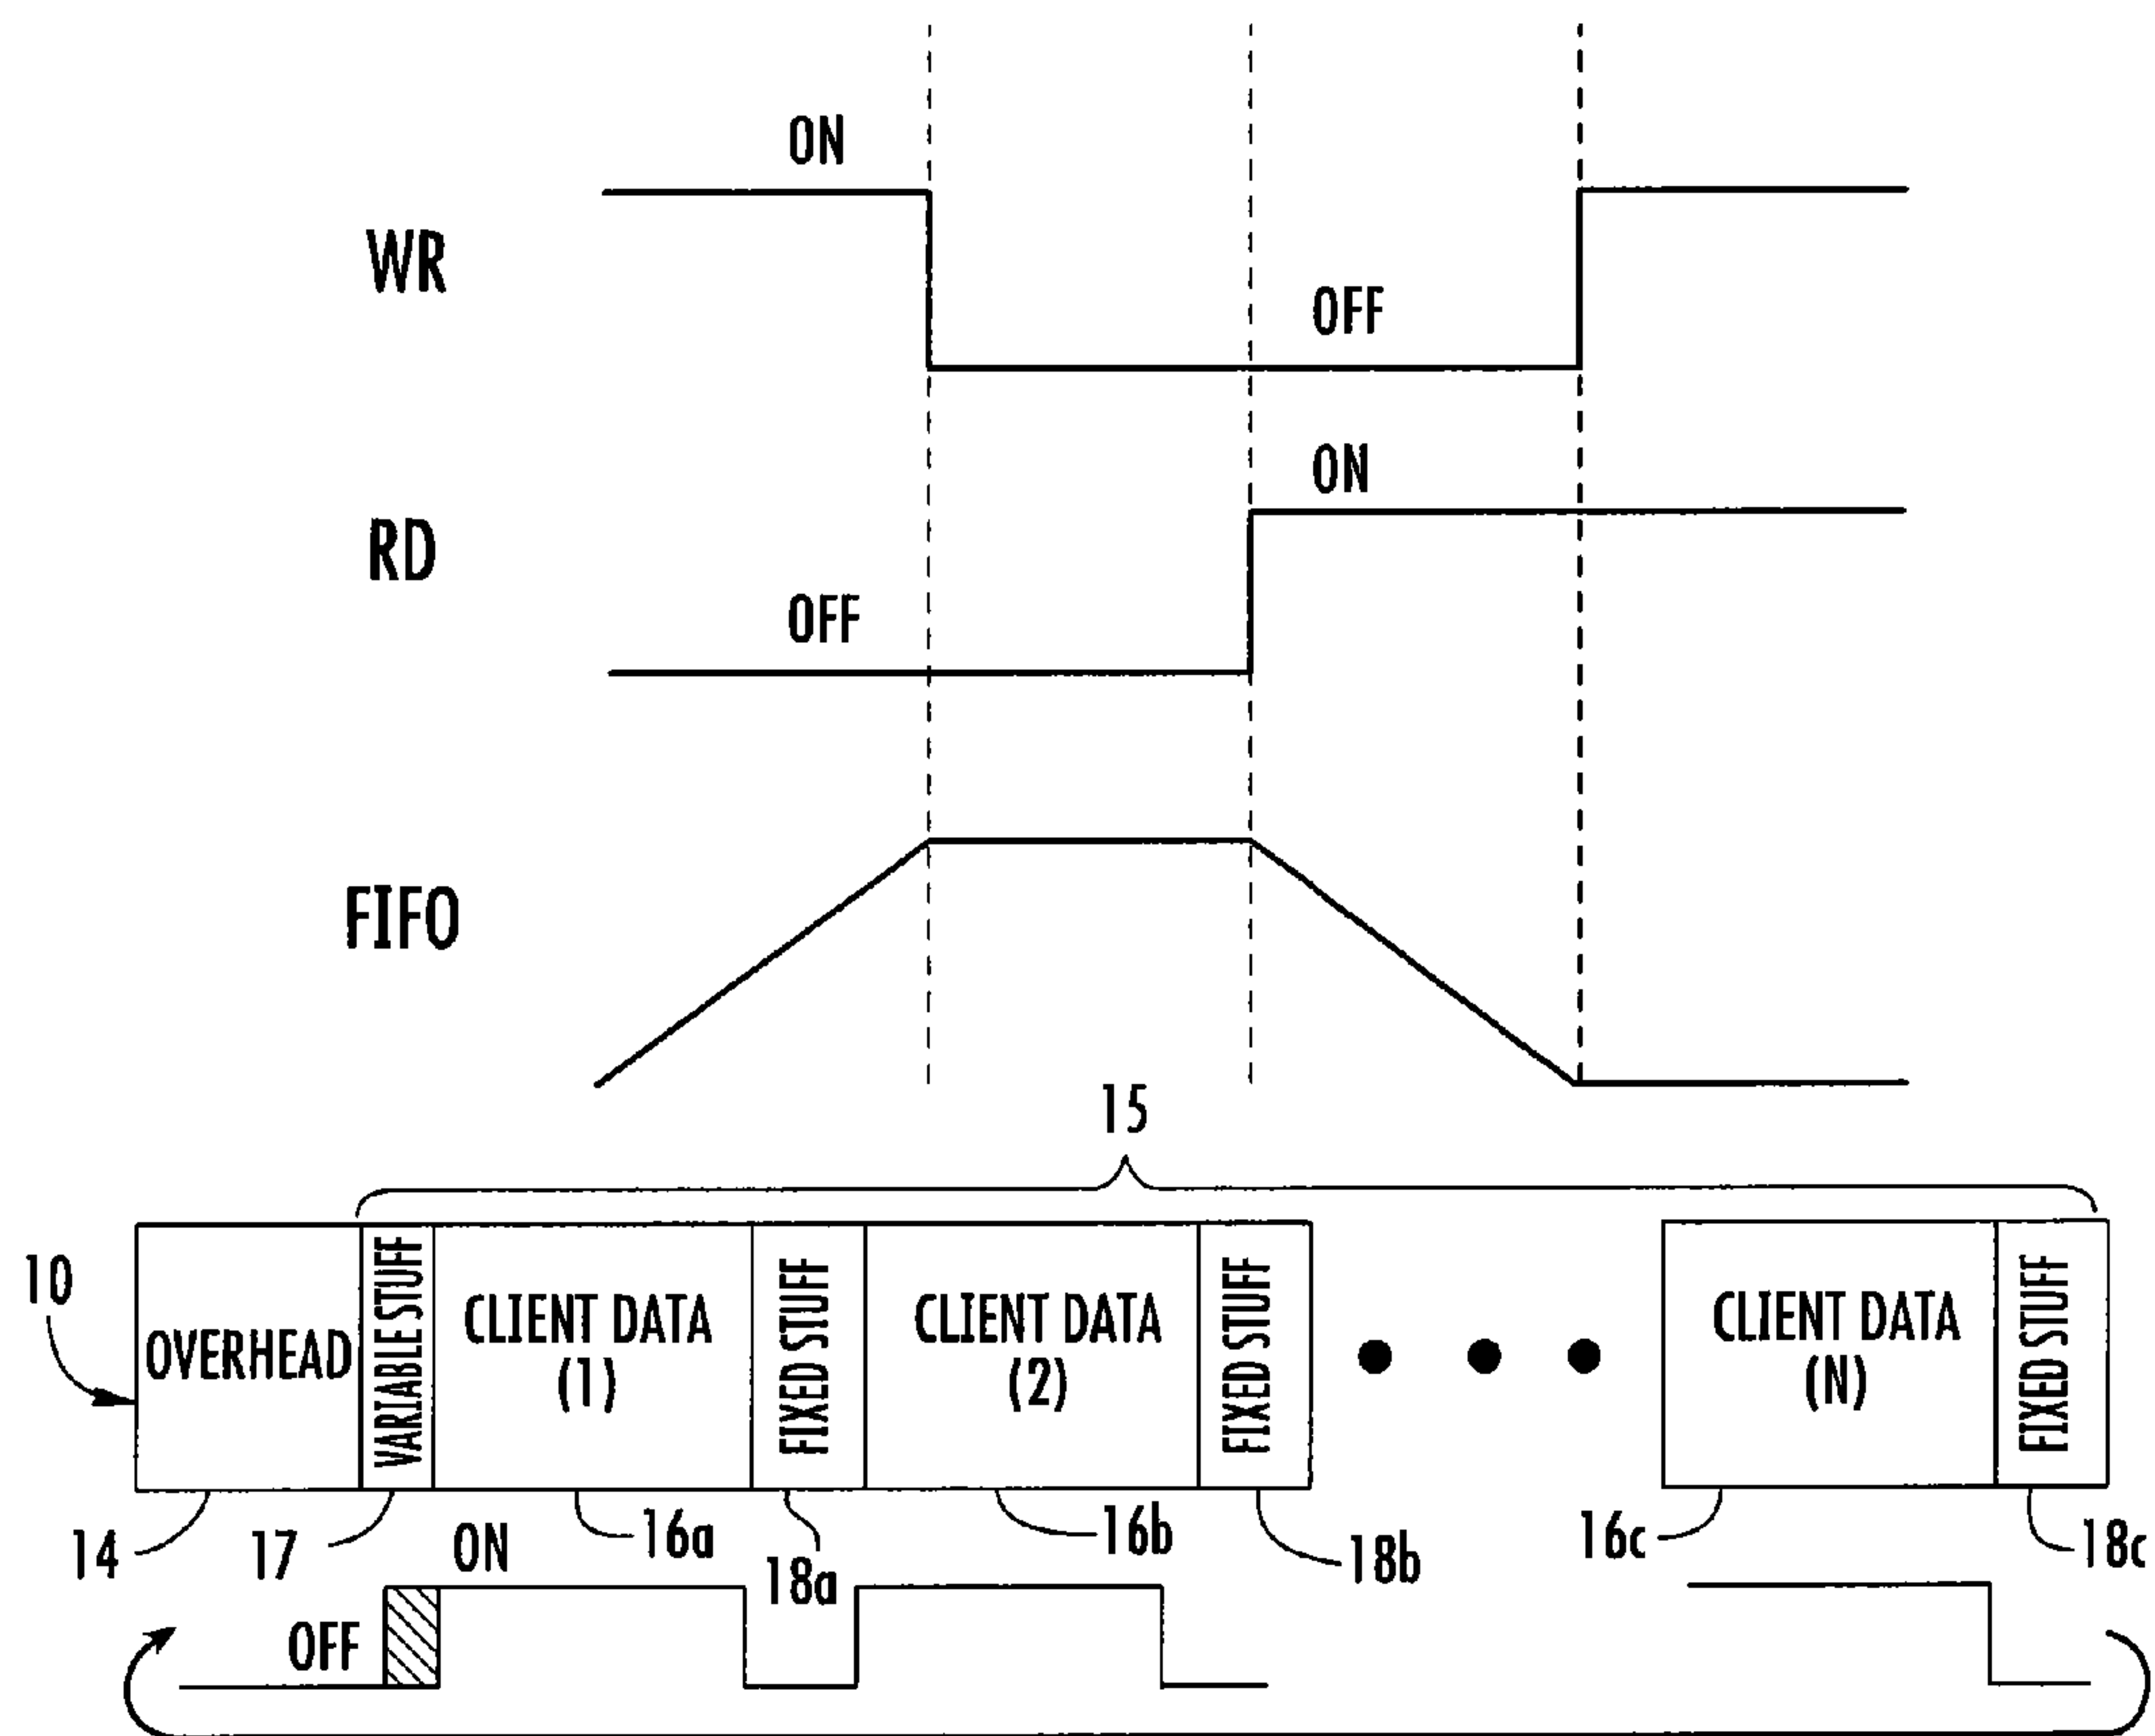 ON
WR
OFF
ON
RD
OFF
FIFO
15
10
OVERHEAD
VARIABLE STUFF
CLIENT DATA
(1)
FIXED STUFF
CLIENT DATA
(2)
FIXED STUFF
CLIENT DATA
(N)
FIXED STUFF
14
17
ON
16a
18a
16b
18b
16c
18c
OFF